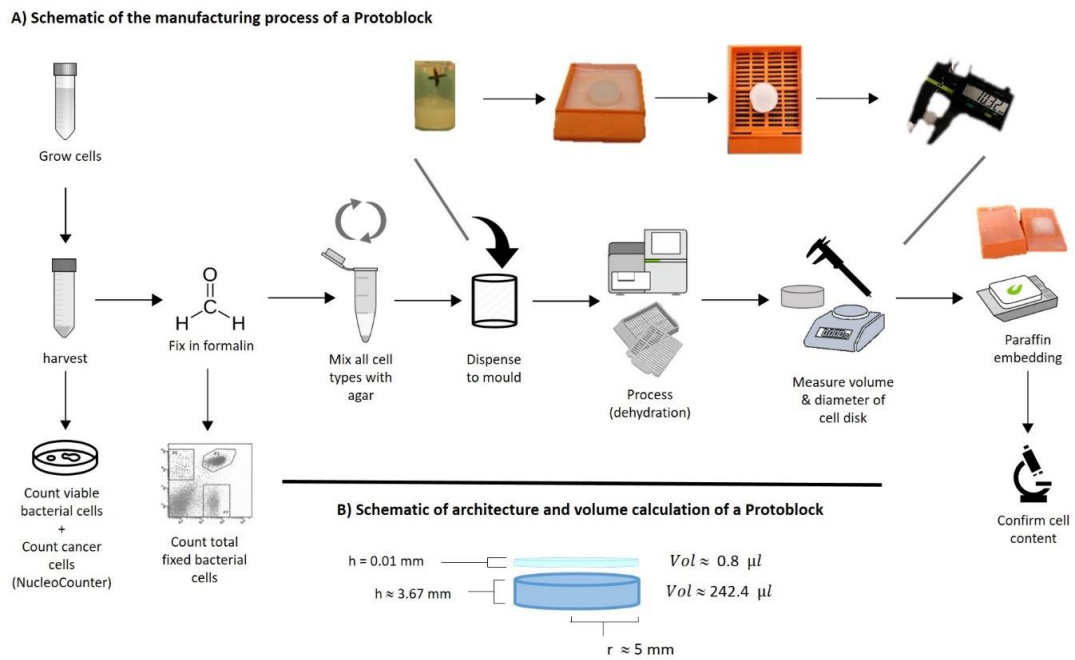 A) Schematic of the manufacturing process of a Protoblock
Grow cells
harvest
Fix in formalin
O
H
C
H
Mix all cell
types with
agar
Dispense
to mould
Process
(dehydration)
Measure volume
& diameter of
cell disk
Paraffin
embedding
Count viable
bacterial cells
+
Count cancer
cells
(NucleoCounter)
Count total
fixed bacterial
cells
Confirm cell
content
B) Schematic of architecture and volume calculation of a Protoblock
h = 0.01 mm
Vol ≈ 0.8 μl
h ≈ 3.67 mm
Vol ≈ 242.4 μl
r ≈ 5 mm